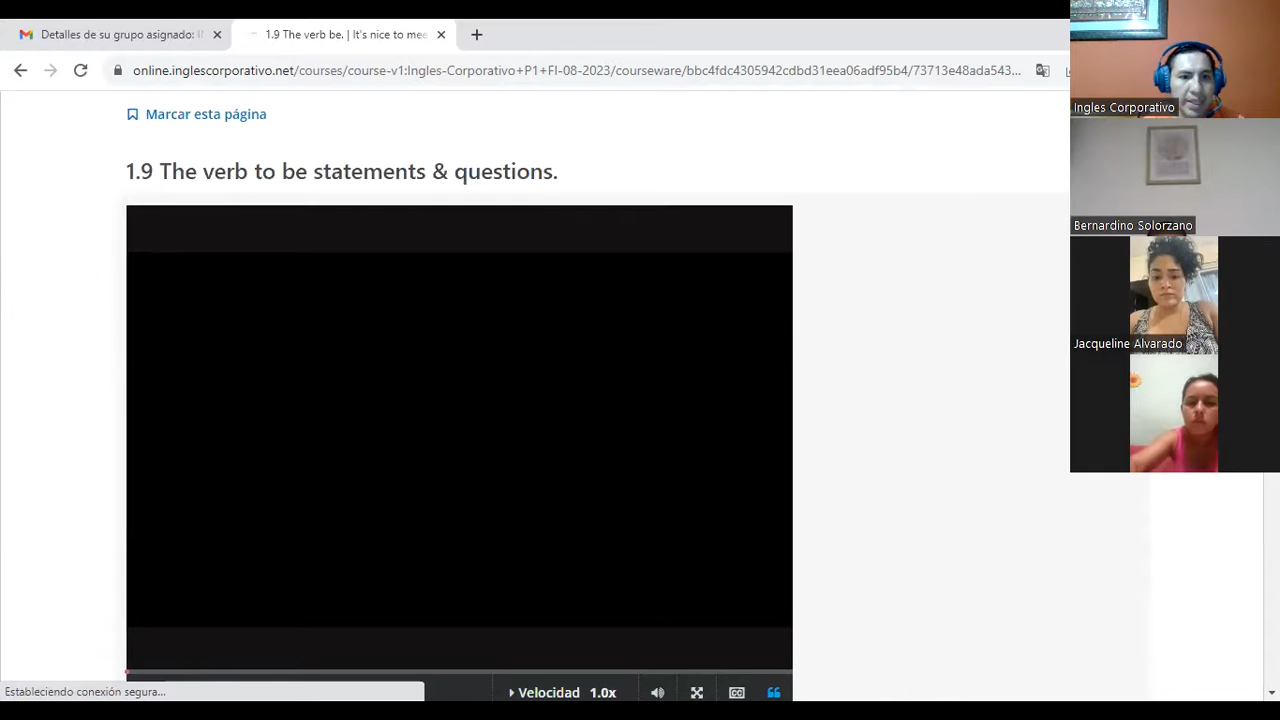 Detalles de su grupo asignado: I
1.9 The verb be. | It's nice to mee
online.inglescorporativo.net/courses/course-v1:Ingles-Corporativo+P1+FI-08-2023/courseware/bbc4fdc4305942cdbd31eea06adf95b4/73713e48ada543...
Marcar esta página
1.9 The verb to be statements & questions.
Velocidad 1.0x
Estableciendo conexión segura...
Ingles Corporativo
Bernardino Solorzano
Jacqueline Alvarado